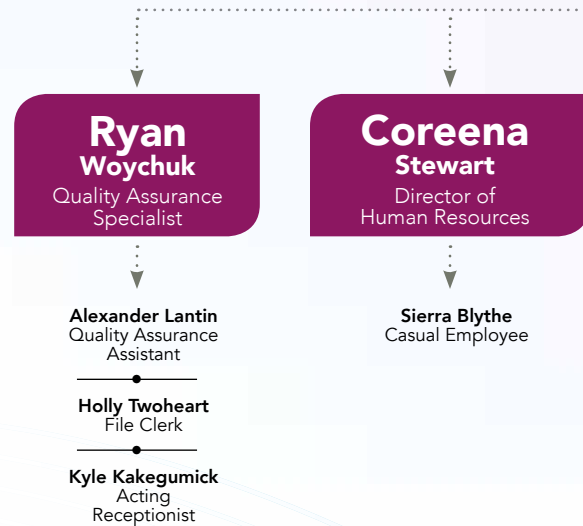 Ryan
Woychuk
Quality Assurance
Specialist
Coreena
Stewart
Director of
Human Resources
Alexander Lantin
Quality Assurance
Assistant
Holly Twoheart
File Clerk
Kyle Kakegumick
Acting
Receptionist
Sierra Blythe
Casual Employee